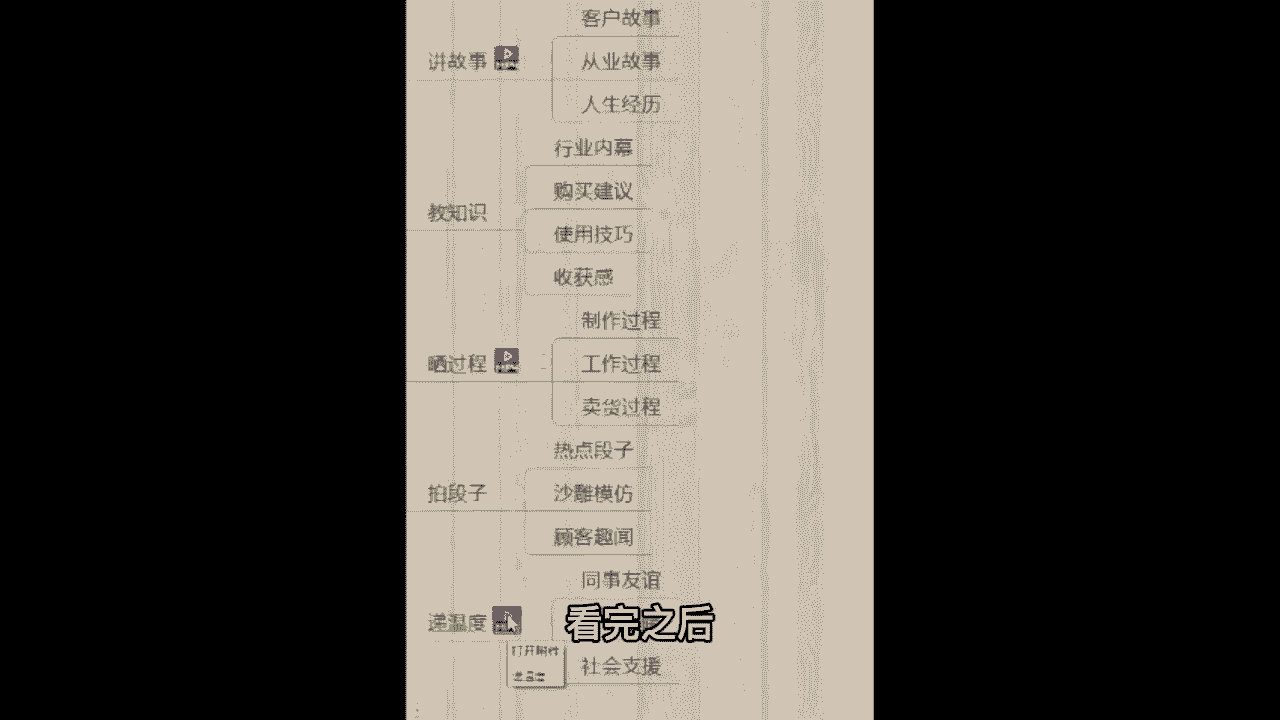 客户故事
讲故事
从业故事
人生经历
行业内幕
购买建议
教知识
使用技巧
收获感
制作过程
晒过程
工作过程
卖货过程
热点段子
拍段子
沙雕模仿
顾客趣闻
同事友谊
递温度
看完之后
打开附件
社会支援